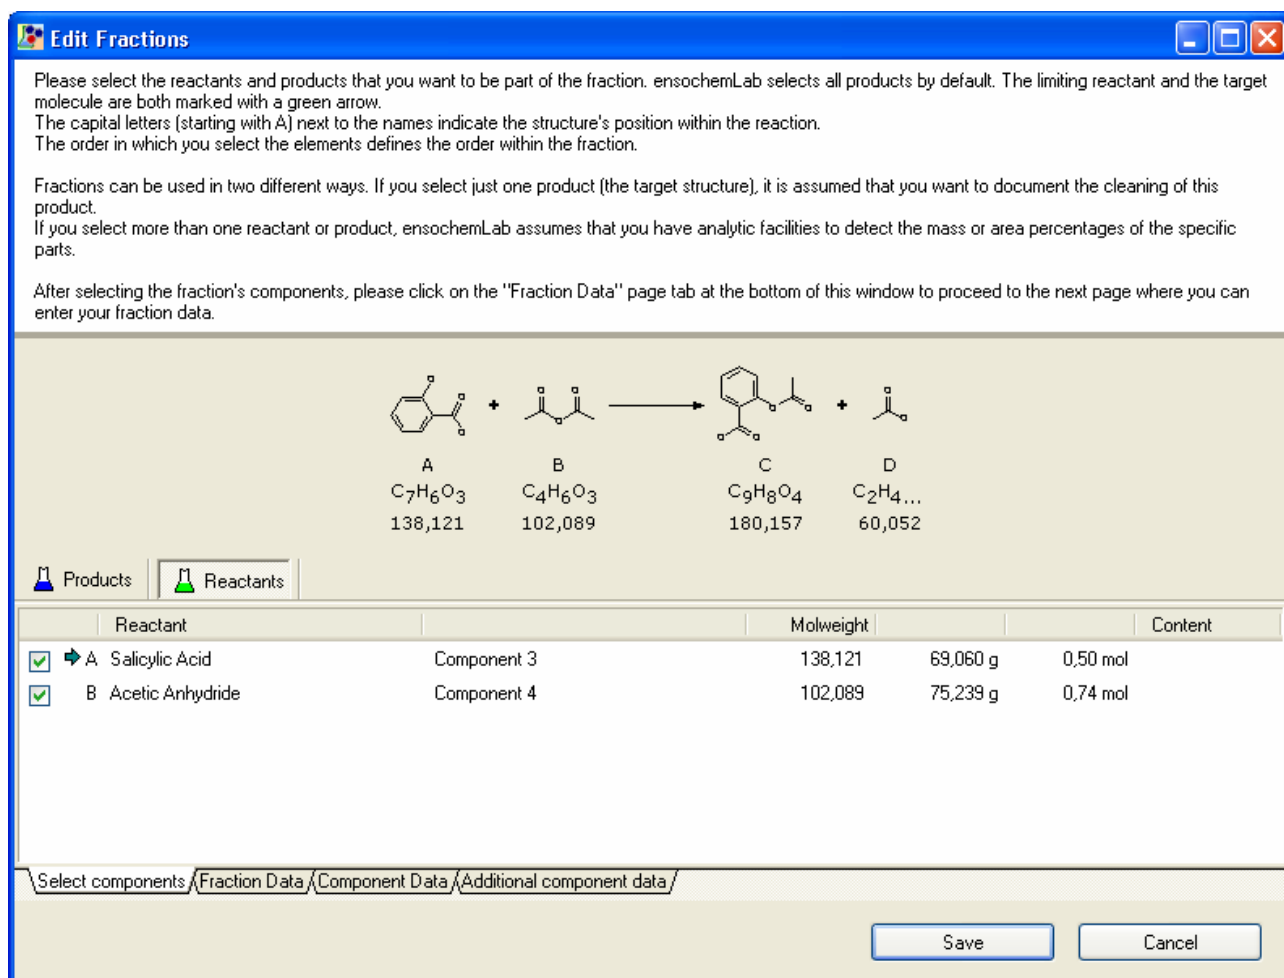 Edit Fractions
Please select the reactants and products that you want to be part of the fraction. ensochemLab selects all products by default. The limiting reactant and the target
molecule are both marked with a green arrow.
The capital letters (starting with A) next to the names indicate the structure's position within the reaction.
The order in which you select the elements defines the order within the fraction.
Fractions can be used in two different ways. If you select just one product (the target structure), it is assumed that you want to document the cleaning of this
product.
If you select more than one reactant or product, ensochemLab assumes that you have analytic facilities to detect the mass or area percentages of the specific
parts.
After selecting the fraction's components, please click on the "Fraction Data" page tab at the bottom of this window to proceed to the next page where you can
enter your fraction data.
+ +
A B C D
C7H6O3 C4H6O3 C9H8O4 C2H4...
138,121 102,089 180,157 60,052
Products Reactants
Reactant Molweight Content
A Salicylic Acid Component 3 138,121 69,060 g 0,50 mol
B Acetic Anhydride Component 4 102,089 75,239 g 0,74 mol
Select components Fraction Data Component Data Additional component data
Save Cancel